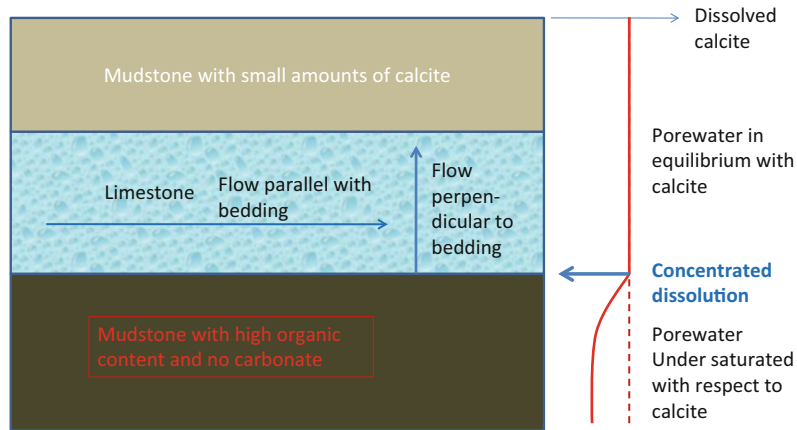 Dissolved
calcite
Mudstone with small amounts of calcite
Porewater in
equilibrium with
calcite
Limestone
Flow parallel with
bedding
Flow
perpen-
dicular to
bedding
Concentrated
dissolution
Mudstone with high organic
content and no carbonate
Porewater
Under saturated
with respect to
calcite